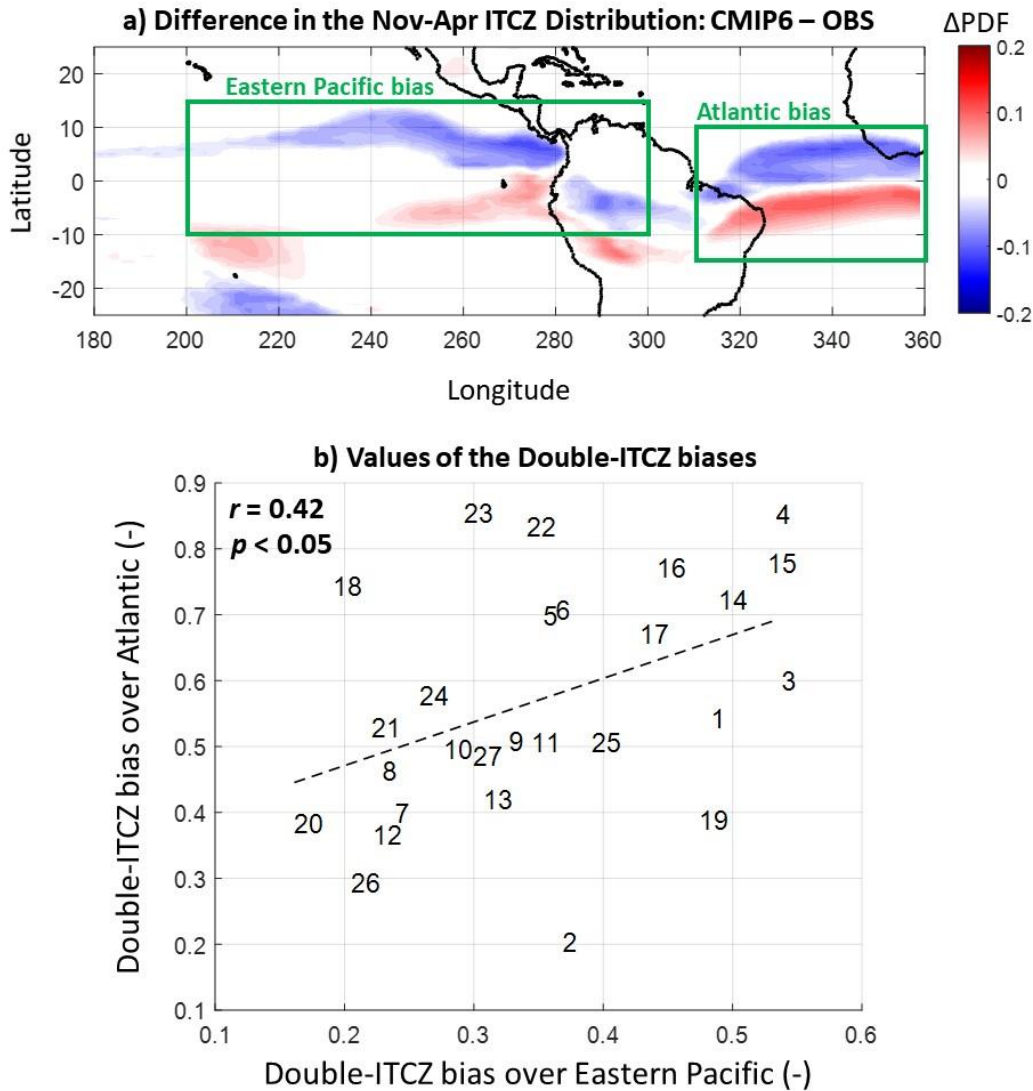 a) Difference in the Nov-Apr ITCZ Distribution: CMIP6 – OBS
ΔPDF
Eastern Pacific bias
Atlantic bias
20
10
0
-10
-20
Latitude
180 200 220 240 260 280 300 320 340 360
Longitude
0.2
0.1
0
-0.1
-0.2
b) Values of the Double-ITCZ biases
r = 0.42
p < 0.05
0.9
0.8
0.7
0.6
0.5
0.4
0.3
0.2
0.1
Double-ITCZ bias over Atlantic (-)
23
22
4
18
16
15
5 6
14
17
24
3
21
1
10 27 9 11 25
8
13
7
20
12
19
26
2
0.1 0.2 0.3 0.4 0.5 0.6
Double-ITCZ bias over Eastern Pacific (-)